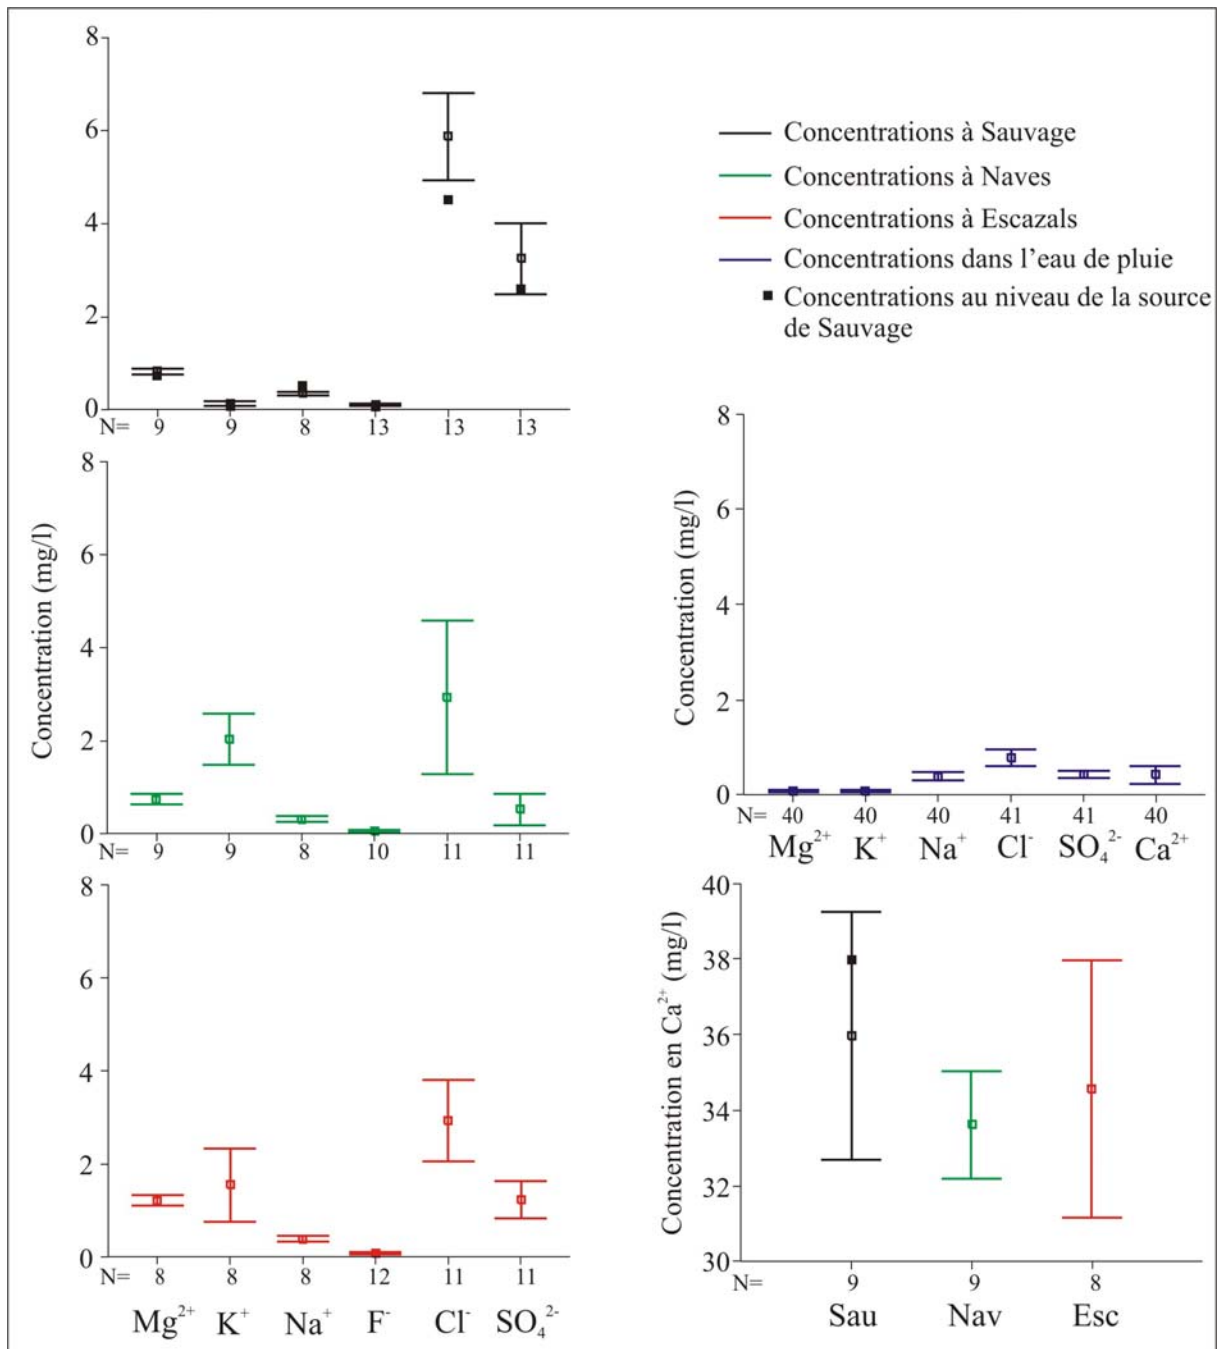 8
6
4
2
0
N= 9 9 8 13 13 13
Concentrations à Sauvage
Concentrations à Naves
Concentrations à Escazals
Concentrations dans l'eau de pluie
Concentrations au niveau de la source
de Sauvage
Concentration (mg/l)
8
6
4
2
0
N= 9 9 8 10 11 11
8
6
4
2
0
N= 8 8 8 12 11 11
Mg²⁺ K⁺ Na⁺ F⁻ Cl⁻ SO₄²⁻
Concentration (mg/l)
8
6
4
2
0
N= 40 40 40 41 41 40
Mg²⁺ K⁺ Na⁺ Cl⁻ SO₄²⁻ Ca²⁺
Concentration en Ca²⁺ (mg/l)
40
38
36
34
32
30
N= 9 9 8
Sau Nav Esc